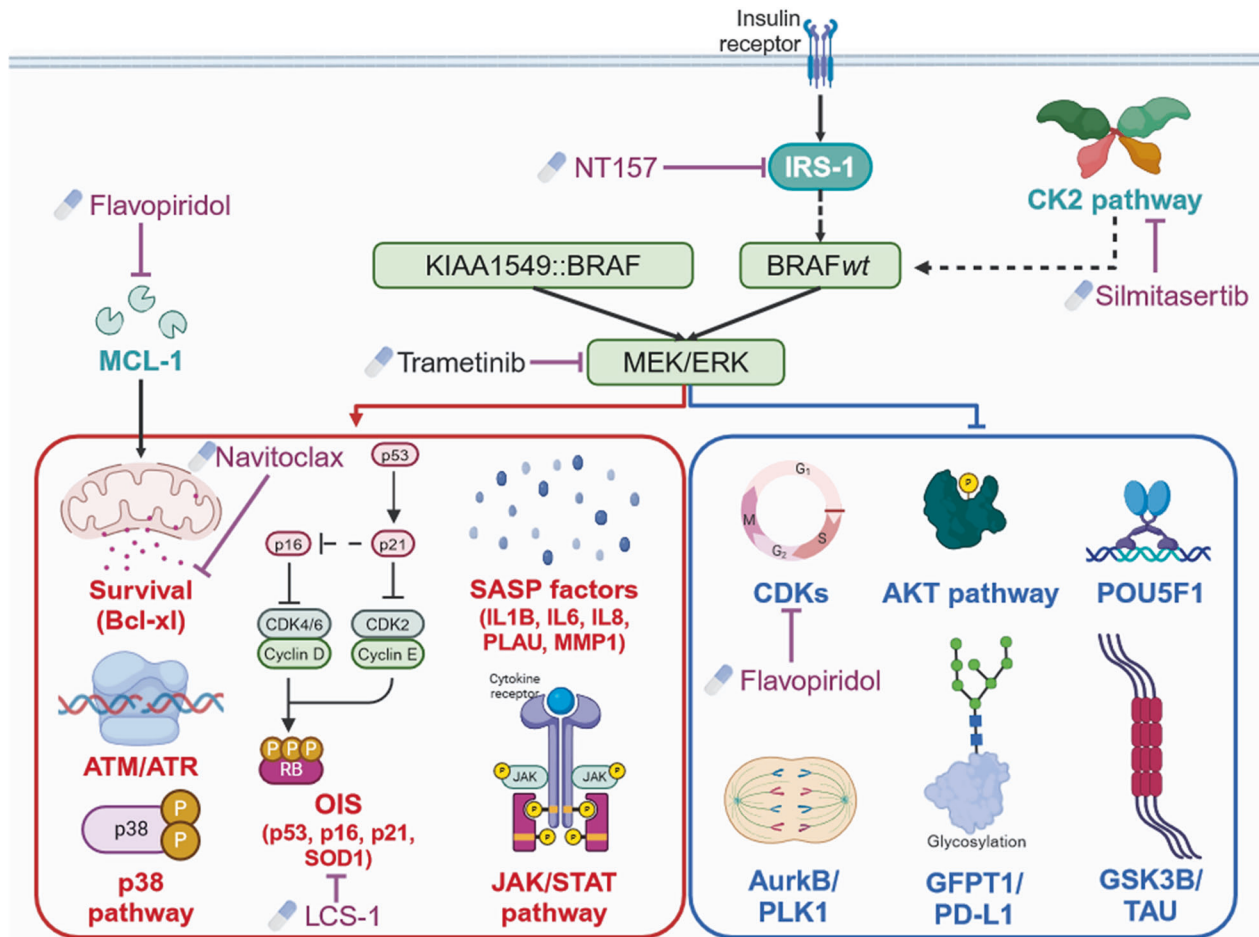 Insulin
receptor
NT157
IRS-1
CK2 pathway
Flavopiridol
KIAA1549::BRAF
BRAFwt
Silmitasertib
MCL-1
Trametinib
MEK/ERK
Navitoclax
p53
p16
p21
Survival
(Bcl-xl)
CDK4/6
Cyclin D
CDK2
Cyclin E
SASP factors
(IL1B, IL6, IL8,
PLAU, MMP1)
Cytokine
receptor
ATM/ATR
P P P
RB
JAK
P
JAK
P
P
P
P
P
p38
P
P
p38
pathway
OIS
(p53, p16, p21,
SOD1)
LCS-1
JAK/STAT
pathway
G1
S
G2
M
CDKs
P
AKT pathway
POU5F1
Flavopiridol
AurkB/
PLK1
Glycosylation
GFPT1/
PD-L1
GSK3B/
TAU